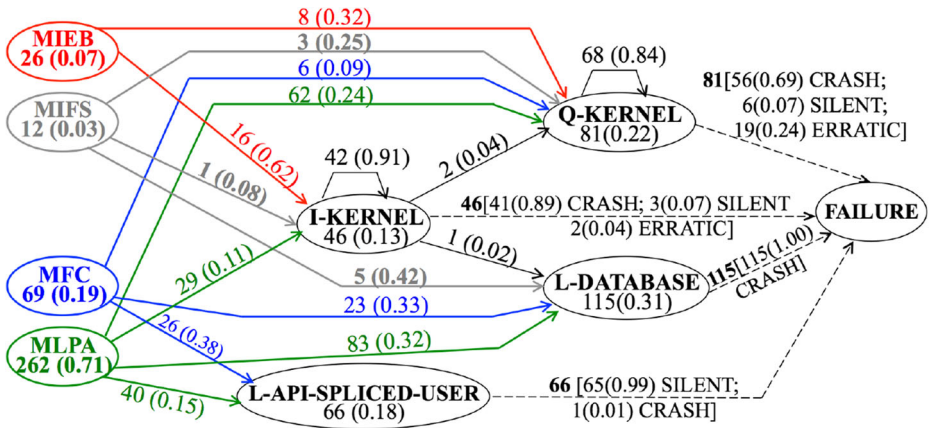 MIEB
26 (0.07)
8 (0.32)
3 (0.25)
6 (0.09)
62 (0.24)
68 (0.84)
Q-KERNEL
81(0.22)
81[56(0.69) CRASH;
6(0.07) SILENT;
19(0.24) ERRATIC]
MIFS
12 (0.03)
16 (0.62)
1 (0.08)
42 (0.91)
2 (0.04)
I-KERNEL
46 (0.13)
46[41(0.89) CRASH; 3(0.07) SILENT
2(0.04) ERRATIC]
FAILURE
1 (0.02)
MFC
69 (0.19)
29 (0.11)
5 (0.42)
23 (0.33)
L-DATABASE
115(0.31)
115[115(1.00)
CRASH]
26 (0.38)
MLPA
262 (0.71)
83 (0.32)
40 (0.15)
L-API-SPLICED-USER
66 (0.18)
66 [65(0.99) SILENT;
1(0.01) CRASH]